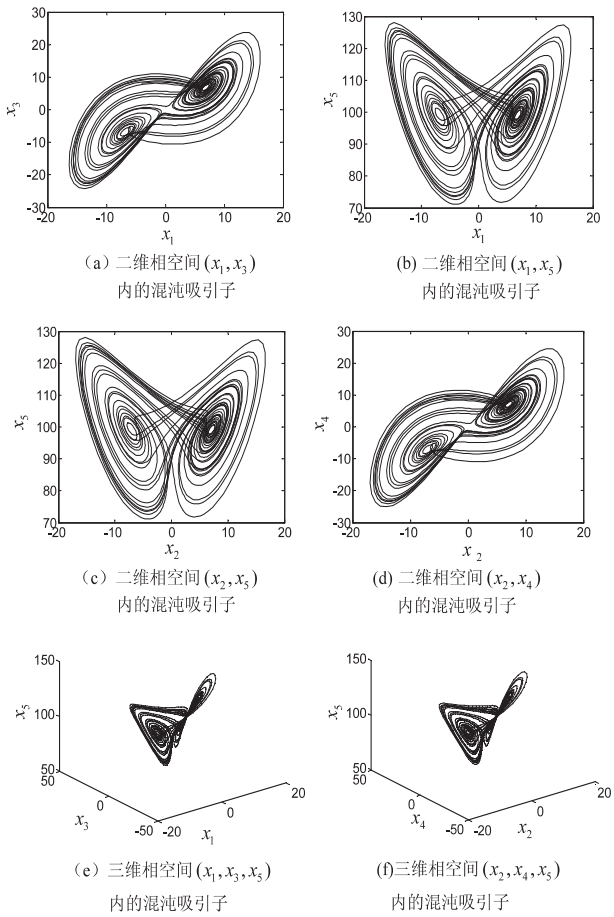 30
20
10
0
-10
-20
-30
-20 -10 0 10 20
x₃
x₁
(a) 二维相空间(x₁,x₃)
内的混沌吸引子
130
120
110
100
90
80
70
-20 -10 0 10 20
x₅
x₁
(b) 二维相空间(x₁,x₅)
内的混沌吸引子
130
120
110
100
90
80
70
-20 -10 0 10 20
x₅
x₂
(c) 二维相空间(x₂,x₅)
内的混沌吸引子
30
20
10
0
-10
-20
30
-20 -10 0 10 20
x₄
x₂
(d) 二维相空间(x₂,x₄)
内的混沌吸引子
150
100
50
50
0
-50
-20
0
20
x₅
x₃
x₁
(e) 三维相空间(x₁,x₃,x₅)
内的混沌吸引子
150
100
50
50
0
-50
-20
0
20
x₅
x₄
x₂
(f)三维相空间(x₂,x₄,x₅)
内的混沌吸引子